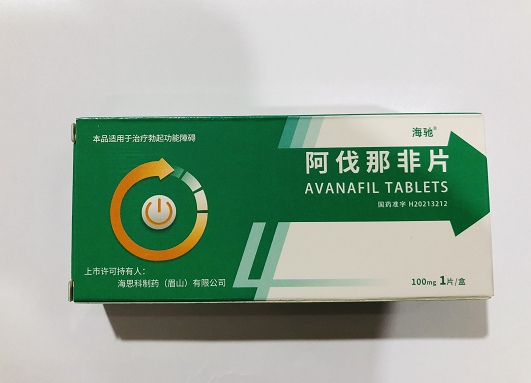 本品适用于治疗勃起功能障碍
海驰®
阿伐那非片
AVANAFIL TABLETS
国药准字 H20213212
上市许可持有人：
海思科制药（眉山）有限公司
100mg 1片/盒